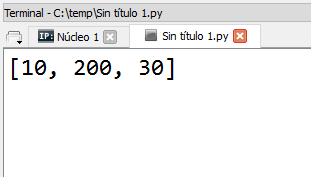 Terminal - C:\temp\Sin título 1.py
IP: Núcleo 1 Sin título 1.py
[10, 200, 30]